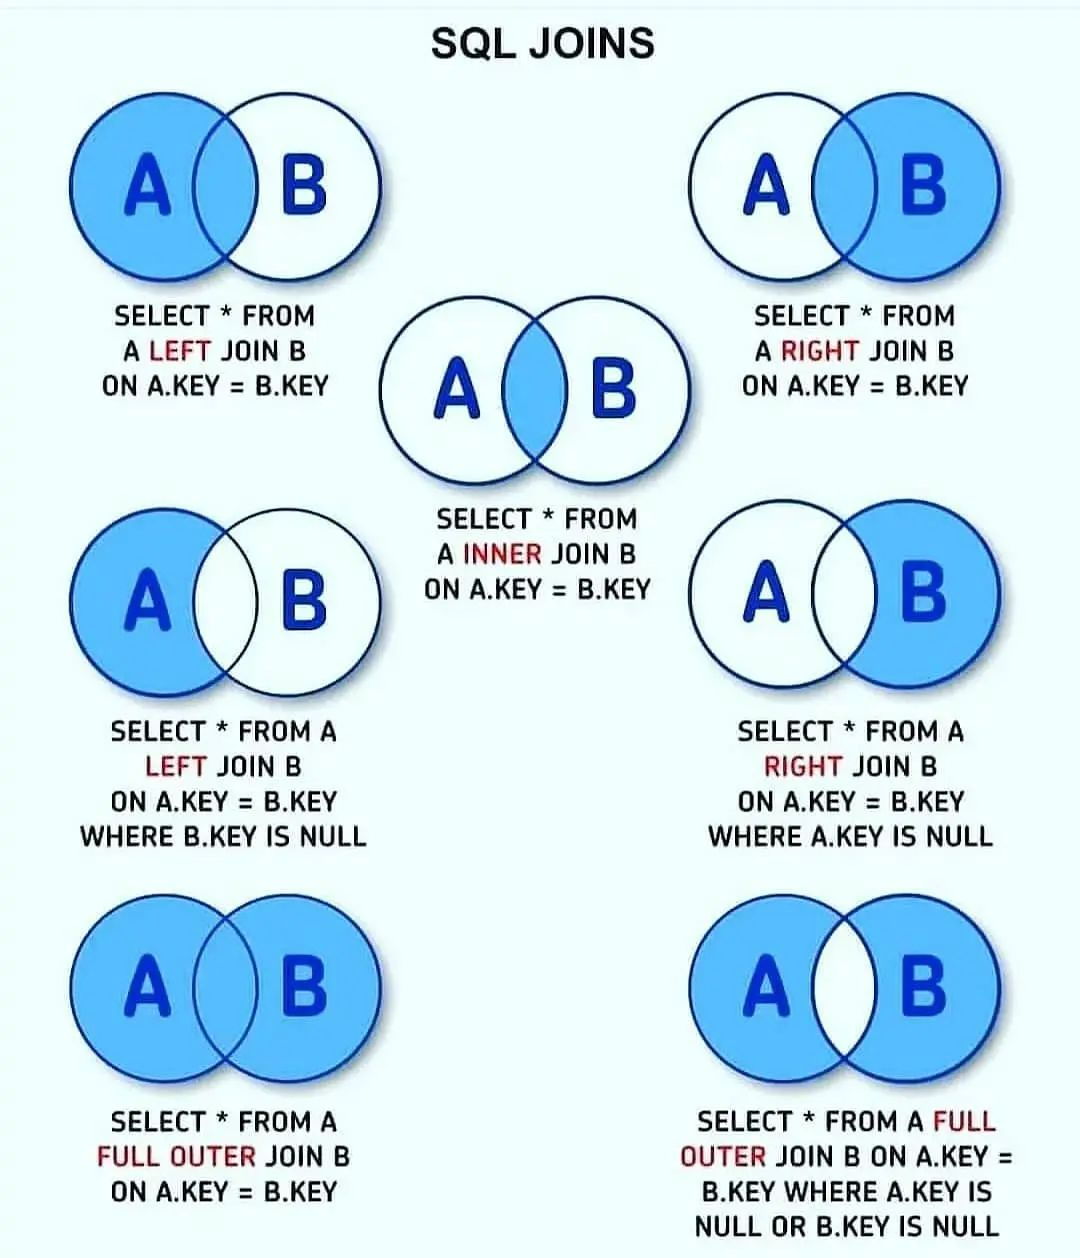 SQL JOINS
A B
SELECT * FROM
A LEFT JOIN B
ON A.KEY = B.KEY
A B
SELECT * FROM
A RIGHT JOIN B
ON A.KEY = B.KEY
A B
SELECT * FROM
A INNER JOIN B
ON A.KEY = B.KEY
A B
SELECT * FROM A
LEFT JOIN B
ON A.KEY = B.KEY
WHERE B.KEY IS NULL
A B
SELECT * FROM A
RIGHT JOIN B
ON A.KEY = B.KEY
WHERE A.KEY IS NULL
A B
SELECT * FROM A
FULL OUTER JOIN B
ON A.KEY = B.KEY
A B
SELECT * FROM A FULL
OUTER JOIN B ON A.KEY =
B.KEY WHERE A.KEY IS
NULL OR B.KEY IS NULL